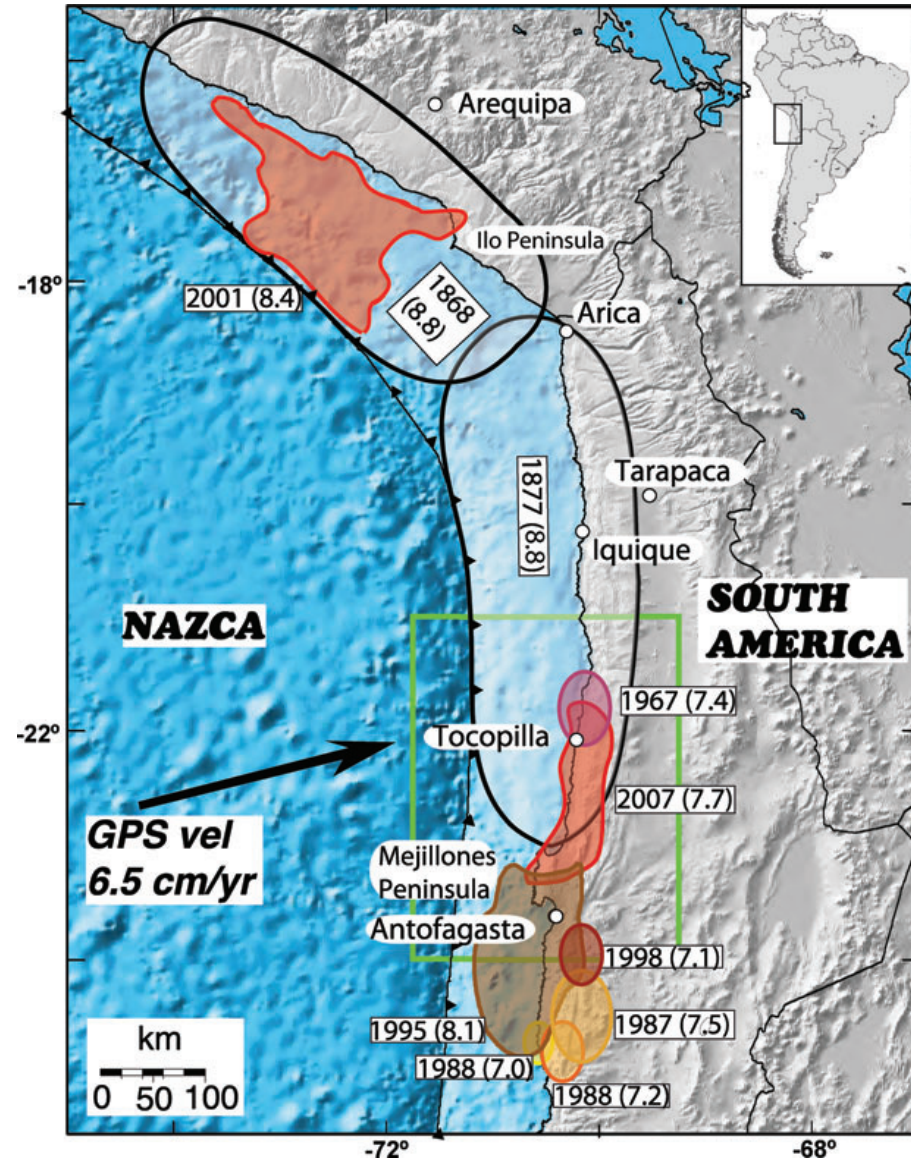 Arequipa
Ilo Peninsula
-18º
2001 (8.4)
1868
(8.8)
Arica
Tarapaca
1877 (8.8)
Iquique
NAZCA
SOUTH
AMERICA
1967 (7.4)
-22º
Tocopilla
2007 (7.7)
GPS vel
6.5 cm/yr
Mejillones
Peninsula
Antofagasta
1998 (7.1)
1995 (8.1)
1987 (7.5)
1988 (7.0)
1988 (7.2)
km
0 50 100
-72º
-68º